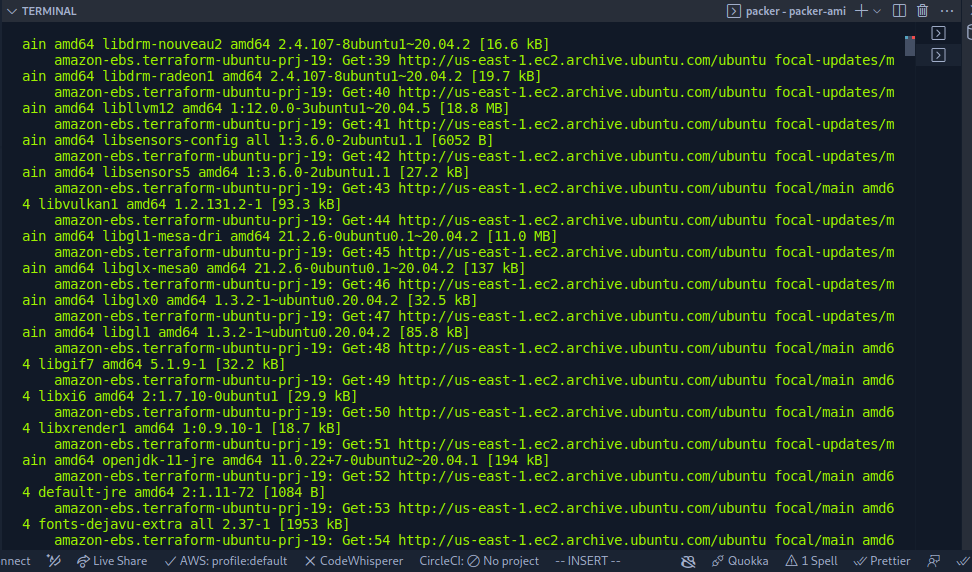 TERMINAL
packer - packer-ami
ain amd64 libdrm-nouveau2 amd64 2.4.107-8ubuntu1~20.04.2 [16.6 kB]
amazon-ebs.terraform-ubuntu-prj-19: Get:39 http://us-east-1.ec2.archive.ubuntu.com/ubuntu focal-updates/m
ain amd64 libdrm-radeon1 amd64 2.4.107-8ubuntu1~20.04.2 [19.7 kB]
amazon-ebs.terraform-ubuntu-prj-19: Get:40 http://us-east-1.ec2.archive.ubuntu.com/ubuntu focal-updates/m
ain amd64 libllvm12 amd64 1:12.0.0-3ubuntu1~20.04.5 [18.8 MB]
amazon-ebs.terraform-ubuntu-prj-19: Get:41 http://us-east-1.ec2.archive.ubuntu.com/ubuntu focal-updates/m
ain amd64 libsensors-config all 1:3.6.0-2ubuntu1.1 [6052 B]
amazon-ebs.terraform-ubuntu-prj-19: Get:42 http://us-east-1.ec2.archive.ubuntu.com/ubuntu focal-updates/m
ain amd64 libsensors5 amd64 1:3.6.0-2ubuntu1.1 [27.2 kB]
amazon-ebs.terraform-ubuntu-prj-19: Get:43 http://us-east-1.ec2.archive.ubuntu.com/ubuntu focal/main amd6
4 libvulkan1 amd64 1.2.131.2-1 [93.3 kB]
amazon-ebs.terraform-ubuntu-prj-19: Get:44 http://us-east-1.ec2.archive.ubuntu.com/ubuntu focal-updates/m
ain amd64 libgl1-mesa-dri amd64 21.2.6-0ubuntu0.1~20.04.2 [11.0 MB]
amazon-ebs.terraform-ubuntu-prj-19: Get:45 http://us-east-1.ec2.archive.ubuntu.com/ubuntu focal-updates/m
ain amd64 libglx-mesa0 amd64 21.2.6-0ubuntu0.1~20.04.2 [137 kB]
amazon-ebs.terraform-ubuntu-prj-19: Get:46 http://us-east-1.ec2.archive.ubuntu.com/ubuntu focal-updates/m
ain amd64 libglx0 amd64 1.3.2-1~ubuntu0.20.04.2 [32.5 kB]
amazon-ebs.terraform-ubuntu-prj-19: Get:47 http://us-east-1.ec2.archive.ubuntu.com/ubuntu focal-updates/m
ain amd64 libgl1 amd64 1.3.2-1~ubuntu0.20.04.2 [85.8 kB]
amazon-ebs.terraform-ubuntu-prj-19: Get:48 http://us-east-1.ec2.archive.ubuntu.com/ubuntu focal/main amd6
4 libgif7 amd64 5.1.9-1 [32.2 kB]
amazon-ebs.terraform-ubuntu-prj-19: Get:49 http://us-east-1.ec2.archive.ubuntu.com/ubuntu focal/main amd6
4 libxi6 amd64 2:1.7.10-0ubuntu1 [29.9 kB]
amazon-ebs.terraform-ubuntu-prj-19: Get:50 http://us-east-1.ec2.archive.ubuntu.com/ubuntu focal/main amd6
4 libxrender1 amd64 1:0.9.10-1 [18.7 kB]
amazon-ebs.terraform-ubuntu-prj-19: Get:51 http://us-east-1.ec2.archive.ubuntu.com/ubuntu focal-updates/m
ain amd64 openjdk-11-jre amd64 11.0.22+7-0ubuntu2~20.04.1 [194 kB]
amazon-ebs.terraform-ubuntu-prj-19: Get:52 http://us-east-1.ec2.archive.ubuntu.com/ubuntu focal/main amd6
4 default-jre amd64 2:1.11-72 [1084 B]
amazon-ebs.terraform-ubuntu-prj-19: Get:53 http://us-east-1.ec2.archive.ubuntu.com/ubuntu focal/main amd6
4 fonts-dejavu-extra all 2.37-1 [1953 kB]
amazon-ebs.terraform-ubuntu-prj-19: Get:54 http://us-east-1.ec2.archive.ubuntu.com/ubuntu focal/main amd6
nnect Live Share AWS: profile:default CodeWhisperer CircleCI: No project -- INSERT -- Quokka 1 Spell Prettier